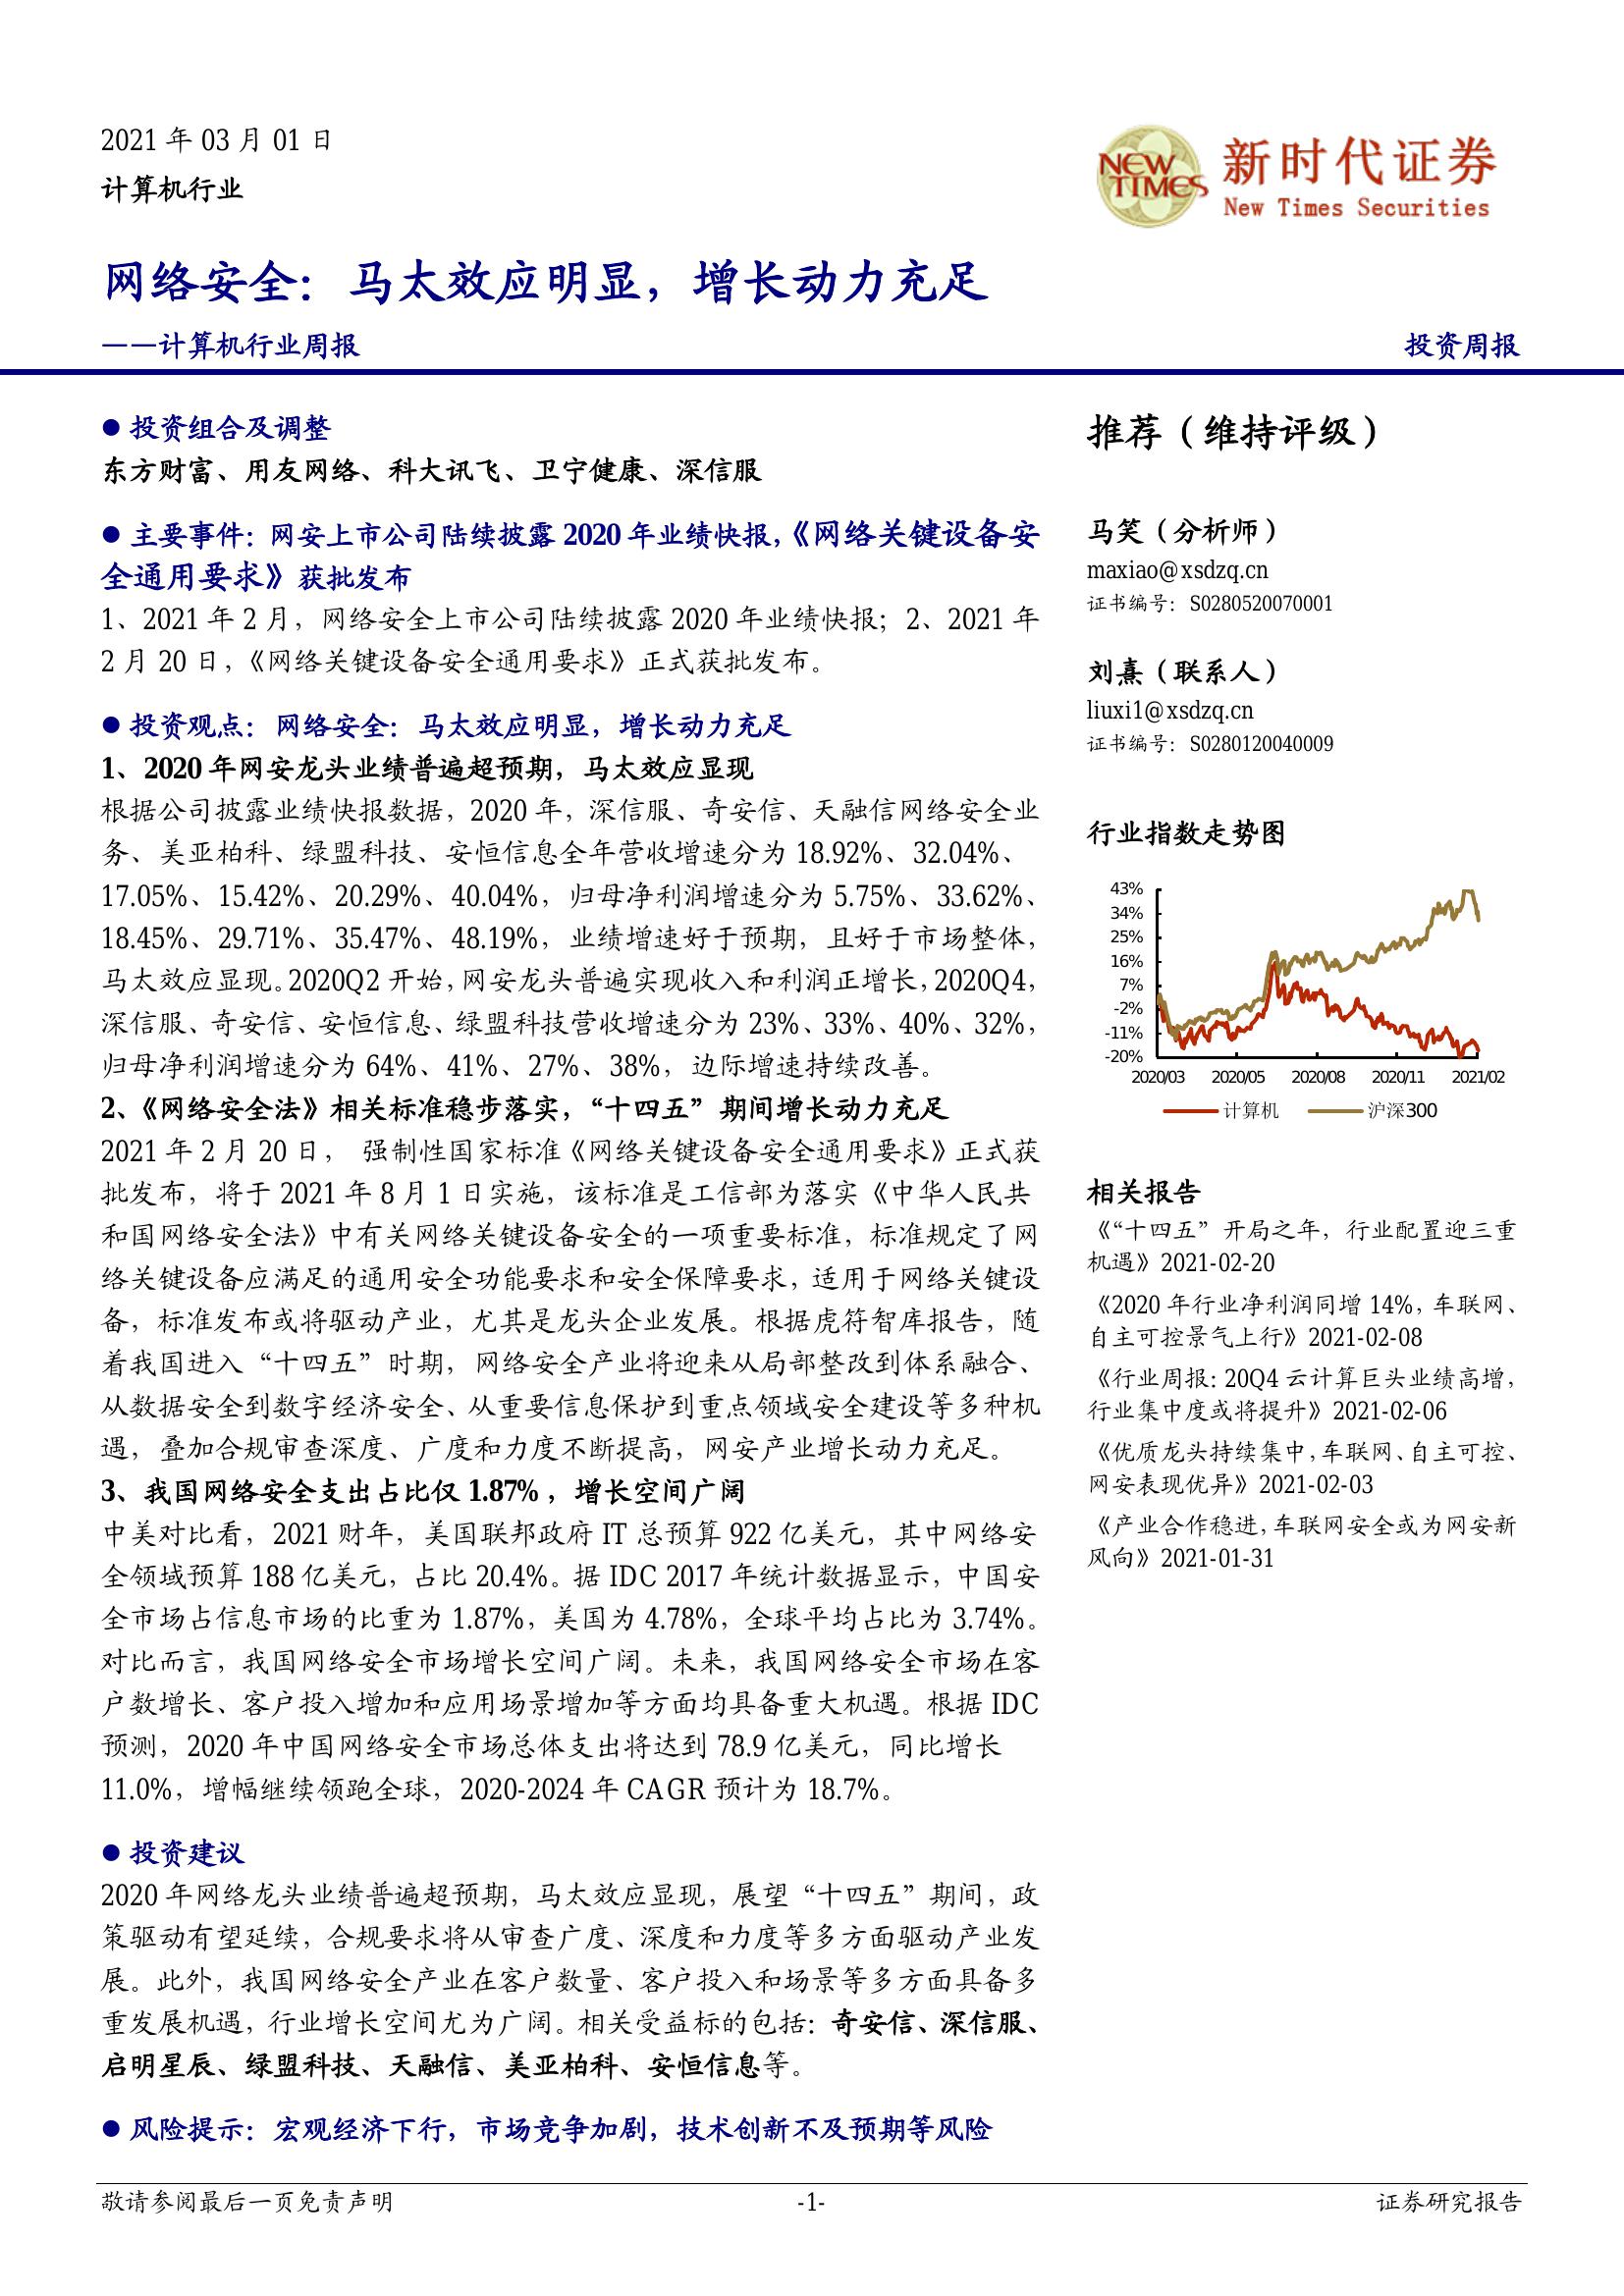 2021 年 03 月 01 日
计算机行业
NEW TIMES
新时代证券
New Times Securities
网络安全：马太效应明显，增长动力充足
——计算机行业周报
投资周报
● 投资组合及调整
东方财富、用友网络、科大讯飞、卫宁健康、深信服
● 主要事件：网安上市公司陆续披露 2020 年业绩快报，《网络关键设备安
全通用要求》获批发布
1、2021 年 2 月，网络安全上市公司陆续披露 2020 年业绩快报；2、2021 年
2 月 20 日，《网络关键设备安全通用要求》正式获批发布。
● 投资观点：网络安全：马太效应明显，增长动力充足
1、2020 年网安龙头业绩普遍超预期，马太效应显现
根据公司披露业绩快报数据，2020 年，深信服、奇安信、天融信网络安全业
务、美亚柏科、绿盟科技、安恒信息全年营收增速分为 18.92%、32.04%、
17.05%、15.42%、20.29%、40.04%，归母净利润增速分为 5.75%、33.62%、
18.45%、29.71%、35.47%、48.19%，业绩增速好于预期，且好于市场整体，
马太效应显现。2020Q2 开始，网安龙头普遍实现收入和利润正增长，2020Q4，
深信服、奇安信、安恒信息、绿盟科技营收增速分为 23%、33%、40%、32%，
归母净利润增速分为 64%、41%、27%、38%，边际增速持续改善。
2、《网络安全法》相关标准稳步落实，“十四五”期间增长动力充足
2021 年 2 月 20 日， 强制性国家标准《网络关键设备安全通用要求》正式获
批发布，将于 2021 年 8 月 1 日实施，该标准是工信部为落实《中华人民共
和国网络安全法》中有关网络关键设备安全的一项重要标准，标准规定了网
络关键设备应满足的通用安全功能要求和安全保障要求，适用于网络关键设
备，标准发布或将驱动产业，尤其是龙头企业发展。根据虎符智库报告，随
着我国进入“十四五”时期，网络安全产业将迎来从局部整改到体系融合、
从数据安全到数字经济安全、从重要信息保护到重点领域安全建设等多种机
遇，叠加合规审查深度、广度和力度不断提高，网安产业增长动力充足。
3、我国网络安全支出占比仅 1.87%，增长空间广阔
中美对比看，2021 财年，美国联邦政府 IT 总预算 922 亿美元，其中网络安
全领域预算 188 亿美元，占比 20.4%。据 IDC 2017 年统计数据显示，中国安
全市场占信息市场的比重为 1.87%，美国为 4.78%，全球平均占比为 3.74%。
对比而言，我国网络安全市场增长空间广阔。未来，我国网络安全市场在客
户数增长、客户投入增加和应用场景增加等方面均具备重大机遇。根据 IDC
预测，2020 年中国网络安全市场总体支出将达到 78.9 亿美元，同比增长
11.0%，增幅继续领跑全球，2020-2024 年 CAGR 预计为 18.7%。
● 投资建议
2020 年网络龙头业绩普遍超预期，马太效应显现，展望“十四五”期间，政
策驱动有望延续，合规要求将从审查广度、深度和力度等多方面驱动产业发
展。此外，我国网络安全产业在客户数量、客户投入和场景等多方面具备多
重发展机遇，行业增长空间尤为广阔。相关受益标的包括：奇安信、深信服、
启明星辰、绿盟科技、天融信、美亚柏科、安恒信息等。
● 风险提示：宏观经济下行，市场竞争加剧，技术创新不及预期等风险
推荐（维持评级）
马笑（分析师）
maxiao@xsdzq.cn
证书编号：S0280520070001
刘熹（联系人）
liuxi1@xsdzq.cn
证书编号：S0280120040009
行业指数走势图
43%
34%
25%
16%
7%
-2%
-11%
-20%
2020/03 2020/05 2020/08 2020/11 2021/02
计算机 沪深300
相关报告
《“十四五”开局之年，行业配置迎三重
机遇》2021-02-20
《2020 年行业净利润同增 14%，车联网、
自主可控景气上行》2021-02-08
《行业周报：20Q4 云计算巨头业绩高增，
行业集中度或将提升》2021-02-06
《优质龙头持续集中，车联网、自主可控、
网安表现优异》2021-02-03
《产业合作稳进，车联网安全或为网安新
风向》2021-01-31
敬请参阅最后一页免责声明
-1-
证券研究报告